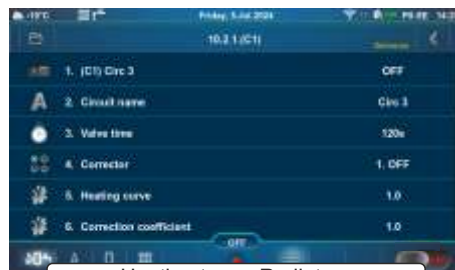 Friday, 5 Jul 2024
10.2.1.(C1)
1. (C1) Circ 3 OFF
A 2. Circuit name Circ 3
3. Valve time 120s
4. Corrector 1. OFF
5. Heating curve 1.0
6. Correction coefficient 1.0
OFF